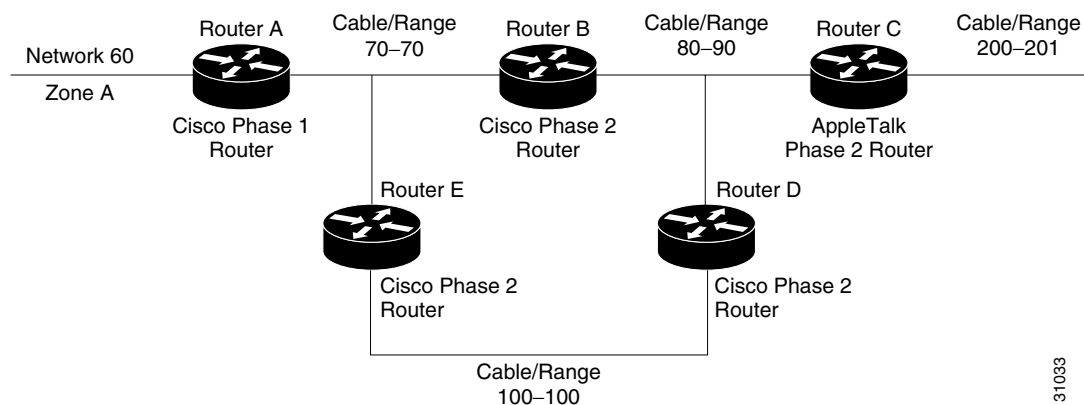 Router A
Cable/Range
70–70
Router B
Cable/Range
80–90
Router C
Cable/Range
200–201
Network 60
Zone A
Cisco Phase 1
Router
Cisco Phase 2
Router
AppleTalk
Phase 2 Router
Router E
Router D
Cisco Phase 2
Router
Cisco Phase 2
Router
Cable/Range
100–100
31033